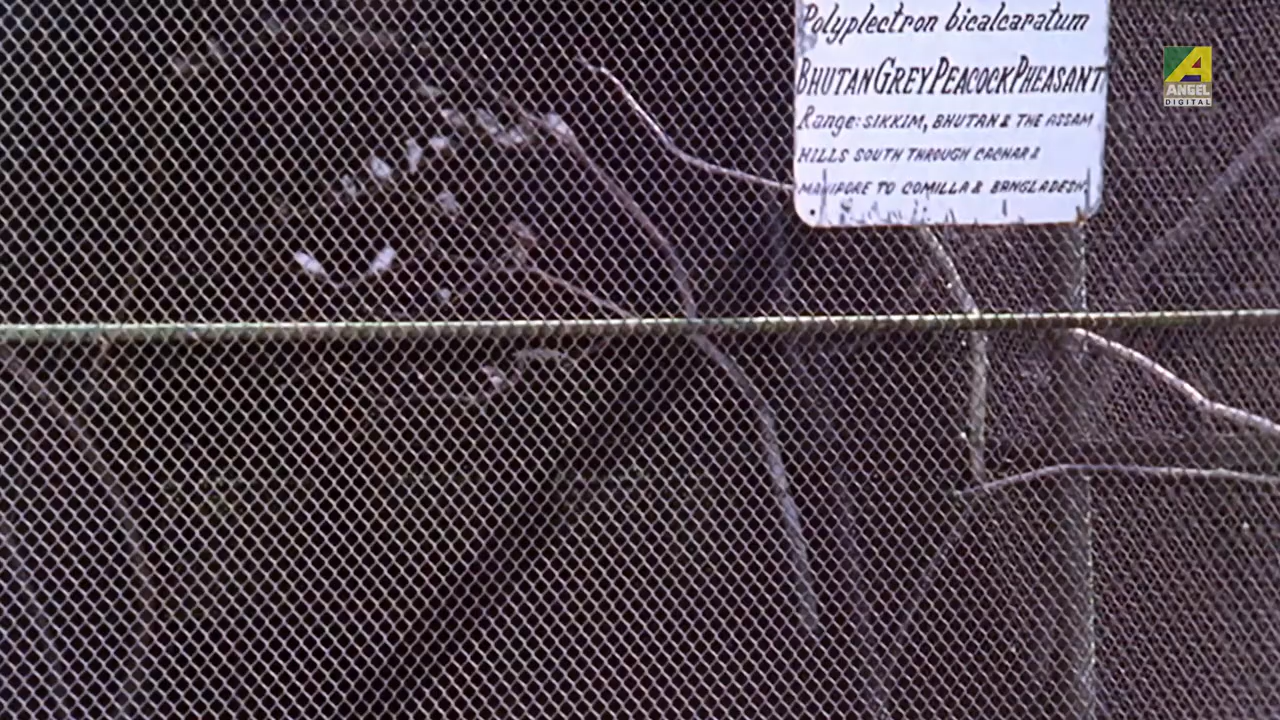 Polyplectron bicalcaratum
BHUTAN GREY PEACOCK PHEASANT
Range: SIKKIM, BHUTAN & THE ASSAM
HILLS SOUTH THROUGH CACHAR &
MANIPORE TO COMILLA & BANGLADESH.
A
ANGEL
DIGITAL